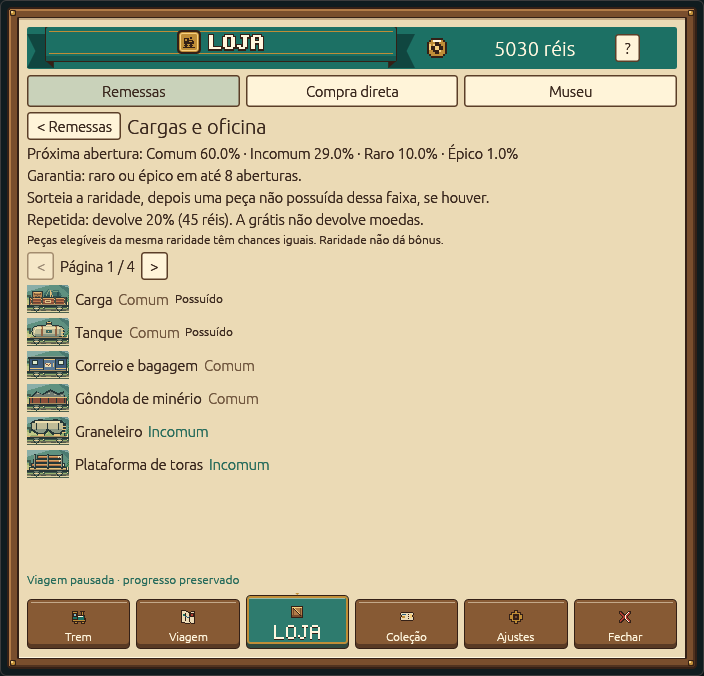 LOJA
5030 réis
?
Remessas
Compra direta
Museu
< Remessas
Cargas e oficina
Próxima abertura: Comum 60.0% · Incomum 29.0% · Raro 10.0% · Épico 1.0%
Garantia: raro ou épico em até 8 aberturas.
Sorteia a raridade, depois uma peça não possuída dessa faixa, se houver.
Repetida: devolve 20% (45 réis). A grátis não devolve moedas.
Peças elegíveis da mesma raridade têm chances iguais. Raridade não dá bônus.
< Página 1 / 4 >
Carga Comum Possuído
Tanque Comum Possuído
Correio e bagagem Comum
Gôndola de minério Comum
Graneleiro Incomum
Plataforma de toras Incomum
Viagem pausada · progresso preservado
Trem
Viagem
LOJA
Coleção
Ajustes
Fechar